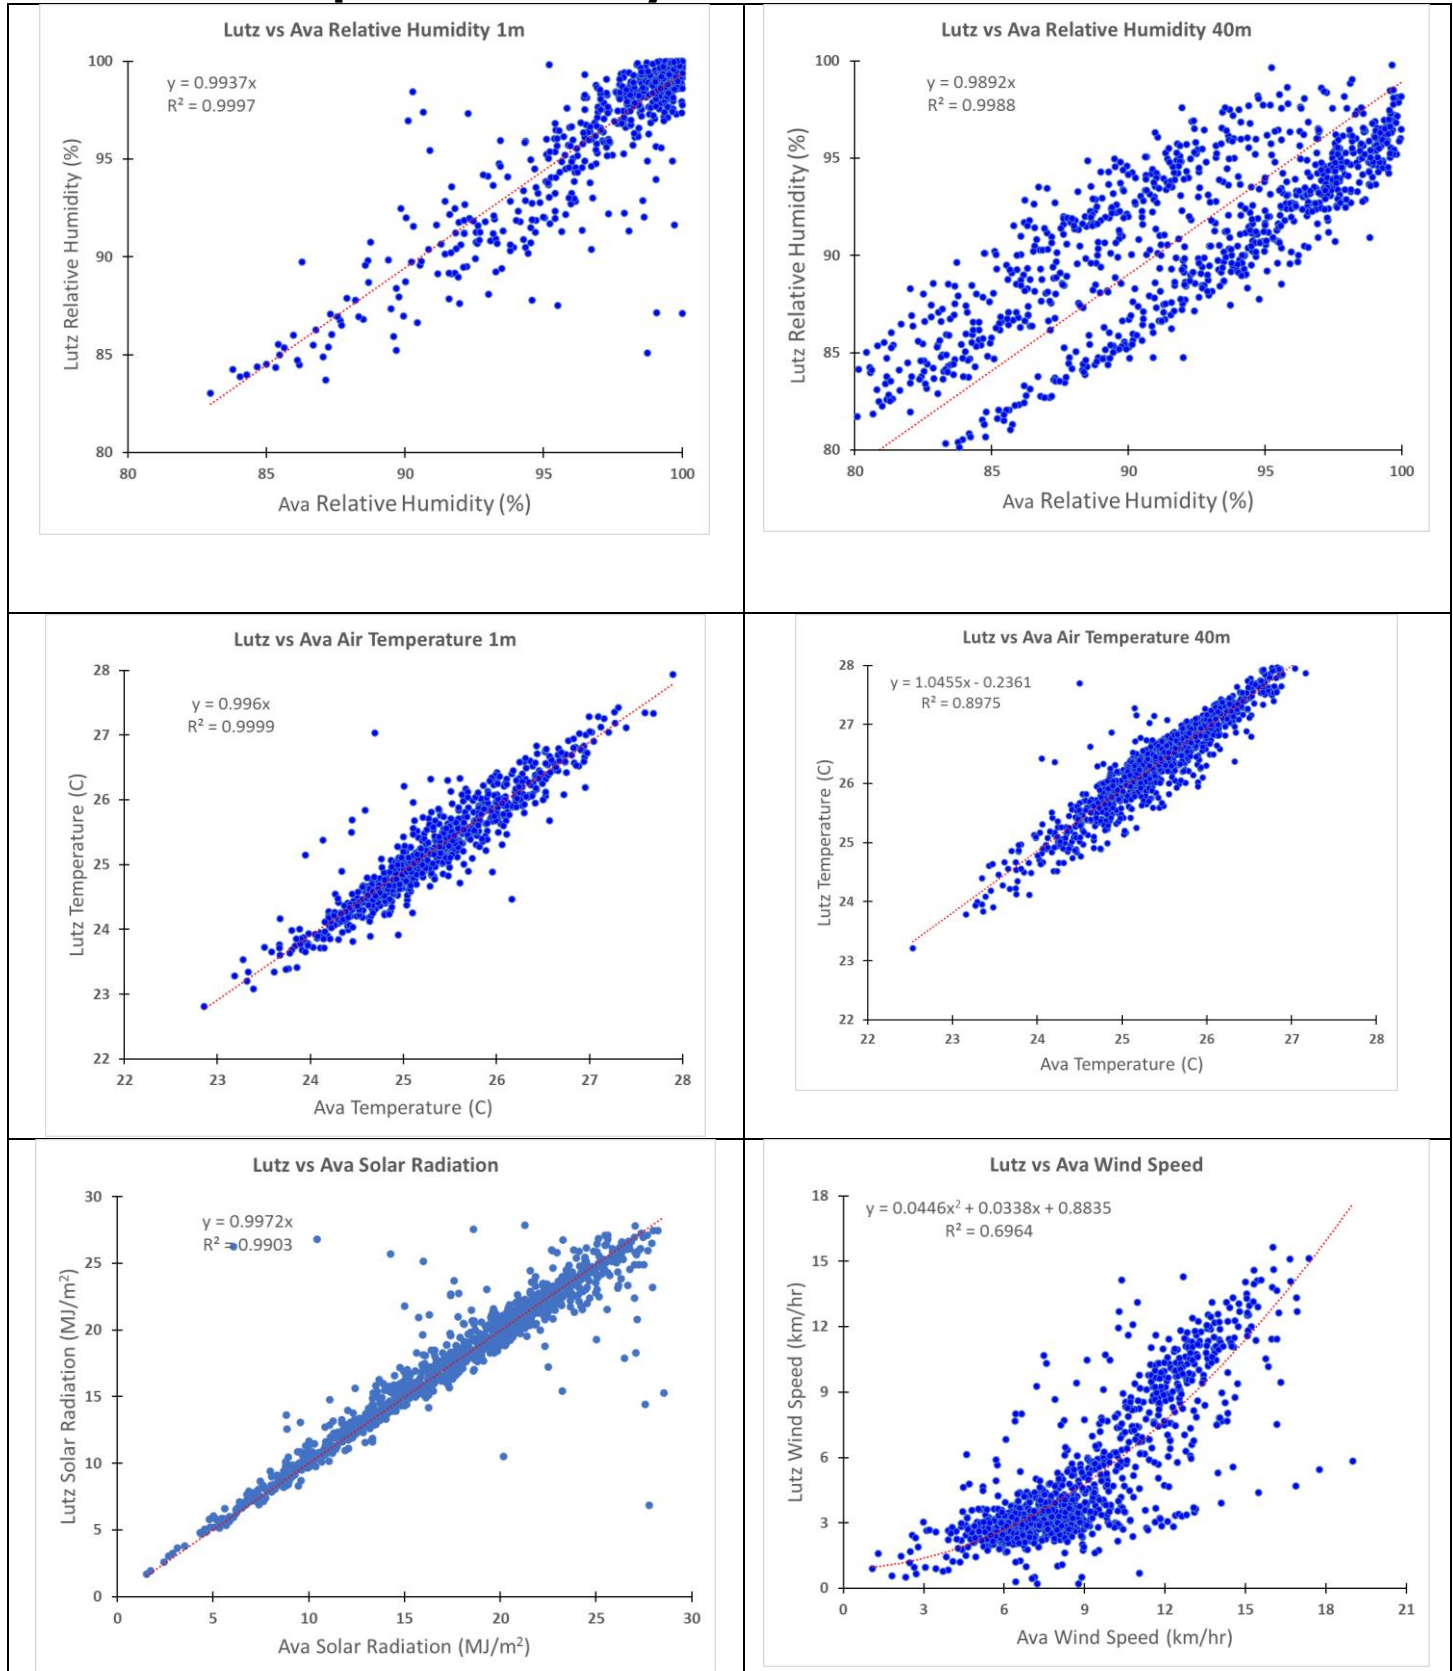 Lutz vs Ava Relative Humidity 1m
y = 0.9937x
R² = 0.9997
100
95
90
85
80
80 85 90 95 100
Lutz Relative Humidity (%)
Ava Relative Humidity (%)
Lutz vs Ava Relative Humidity 40m
y = 0.9892x
R² = 0.9988
100
95
90
85
80
80 85 90 95 100
Lutz Relative Humidity (%)
Ava Relative Humidity (%)
Lutz vs Ava Air Temperature 1m
y = 0.996x
R² = 0.9999
28
27
26
25
24
23
22
22 23 24 25 26 27 28
Lutz Temperature (C)
Ava Temperature (C)
Lutz vs Ava Air Temperature 40m
y = 1.0455x - 0.2361
R² = 0.8975
28
27
26
25
24
23
22
22 23 24 25 26 27 28
Lutz Temperature (C)
Ava Temperature (C)
Lutz vs Ava Solar Radiation
y = 0.9972x
R² = 0.9903
30
25
20
15
10
5
0
0 5 10 15 20 25 30
Lutz Solar Radiation (MJ/m²)
Ava Solar Radiation (MJ/m²)
Lutz vs Ava Wind Speed
y = 0.0446x² + 0.0338x + 0.8835
R² = 0.6964
18
15
12
9
6
3
0
0 3 6 9 12 15 18 21
Lutz Wind Speed (km/hr)
Ava Wind Speed (km/hr)